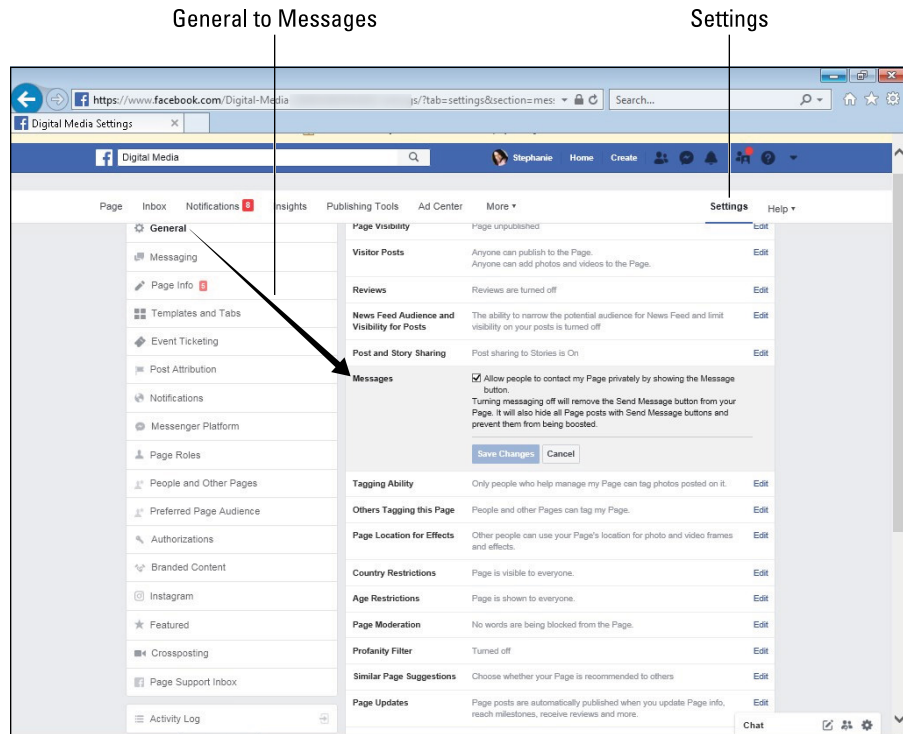 General to Messages
Settings
https://www.facebook.com/Digital-Media gs/?tab=settings&section=mes:
Search...
Digital Media Settings
Digital Media
Stephanie
Home
Create
Page
Inbox
Notifications 8
Insights
Publishing Tools
Ad Center
More
Settings
Help
General
Messaging
Page Info 6
Templates and Tabs
Event Ticketing
Post Attribution
Notifications
Messenger Platform
Page Roles
People and Other Pages
Preferred Page Audience
Authorizations
Branded Content
Instagram
Featured
Crossposting
Page Support Inbox
Activity Log
Page Visibility
Page unpublished
Edit
Visitor Posts
Anyone can publish to the Page.
Anyone can add photos and videos to the Page.
Edit
Reviews
Reviews are turned off
Edit
News Feed Audience and
Visibility for Posts
The ability to narrow the potential audience for News Feed and limit
visibility on your posts is turned off
Edit
Post and Story Sharing
Post sharing to Stories is On
Edit
Messages
Allow people to contact my Page privately by showing the Message
button.
Turning messaging off will remove the Send Message button from your
Page. It will also hide all Page posts with Send Message buttons and
prevent them from being boosted.
Save Changes
Cancel
Tagging Ability
Only people who help manage my Page can tag photos posted on it.
Edit
Others Tagging this Page
People and other Pages can tag my Page.
Edit
Page Location for Effects
Other people can use your Page's location for photo and video frames
and effects.
Edit
Country Restrictions
Page is visible to everyone.
Edit
Age Restrictions
Page is shown to everyone.
Edit
Page Moderation
No words are being blocked from the Page.
Edit
Profanity Filter
Turned off
Edit
Similar Page Suggestions
Choose whether your Page is recommended to others
Edit
Page Updates
Page posts are automatically published when you update Page info,
reach milestones, receive reviews and more.
Edit
Chat